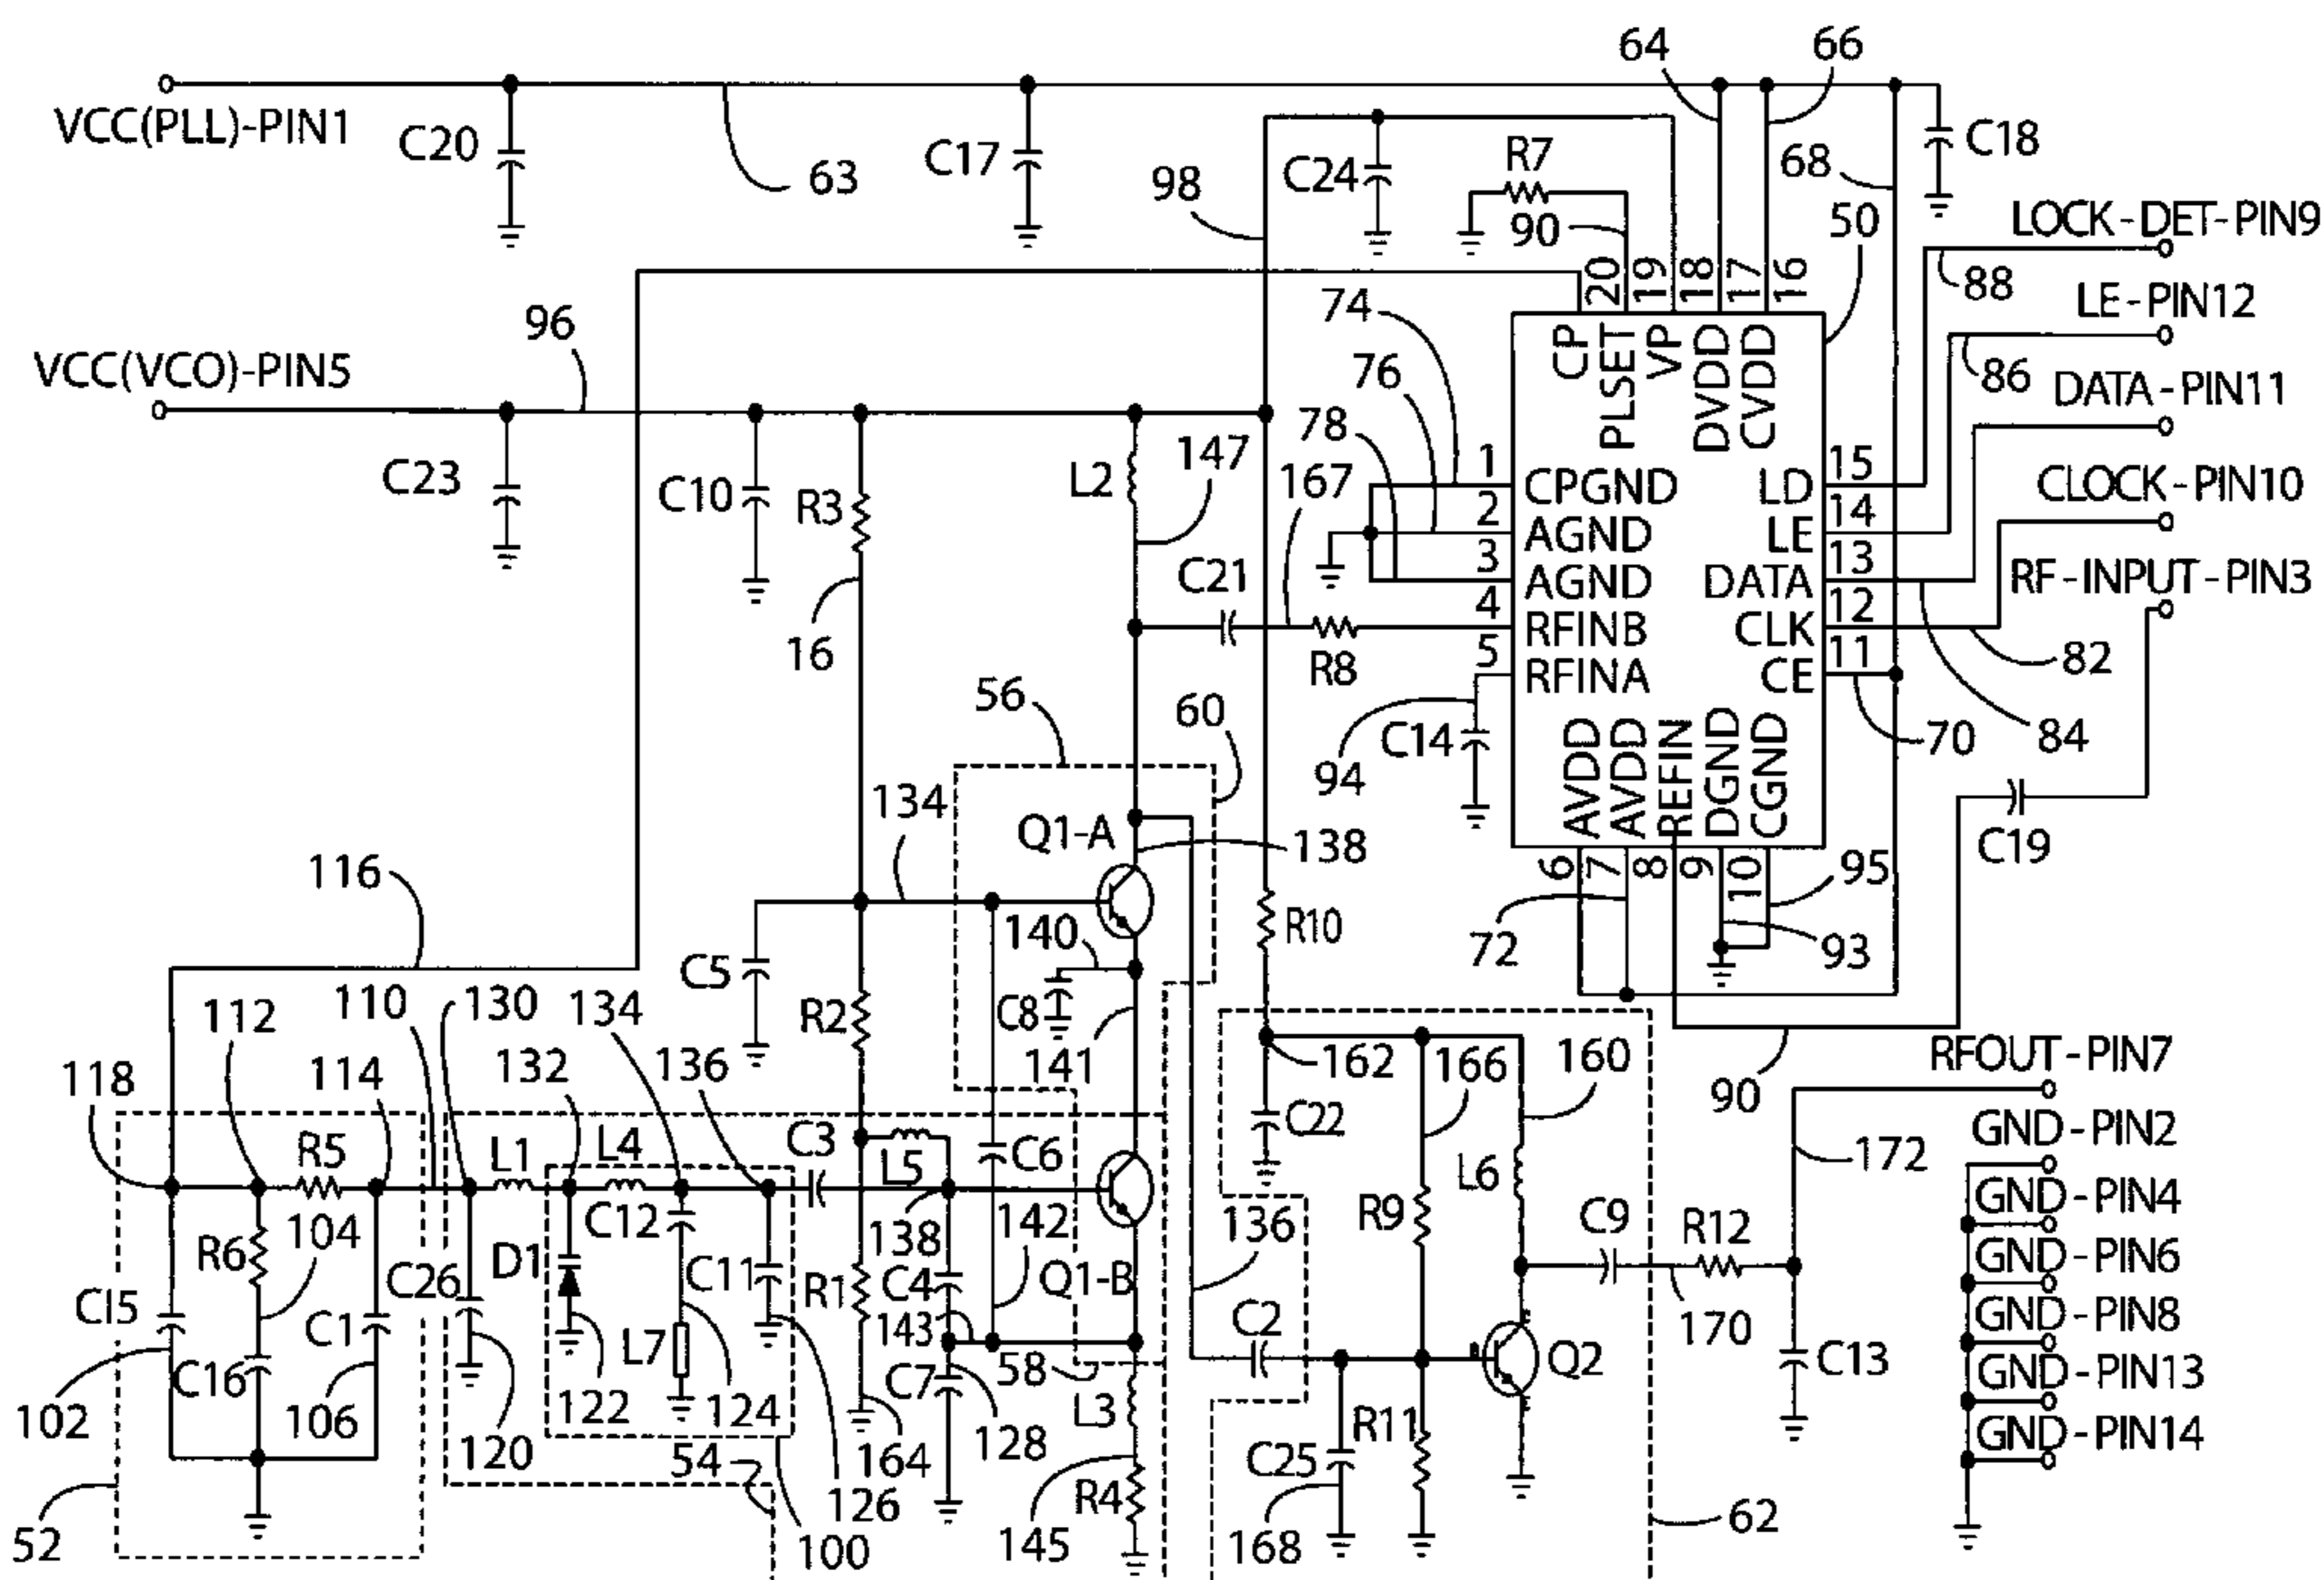 64
66
VCC(PLL)-PIN1
C20
63
C17
98
C24
R7
90
68
C18
50
LOCK-DET-PIN9
88
LE-PIN12
86
DATA-PIN11
CLOCK-PIN10
RF-INPUT-PIN3
96
VCC(VCO)-PIN5
C23
C10
R3
L2
147
74
76
78
167
20
19
18
17
16
CP
PLSET
VP
DVDD
CVDD
1
2
3
4
5
CPGND
AGND
AGND
RFINB
RFINA
LD
LE
DATA
CLK
CE
15
14
13
12
11
16
C21
R8
56
60
94
C14
AVDD
AVDD
REFIN
DGND
CGND
6
7
8
9
10
82
84
70
C19
95
93
72
90
134
Q1-A
138
116
140
C5
C8
R10
R2
141
112
110
130
134
118
114
132
136
162
166
160
RFOUT-PIN7
GND-PIN2
172
GND-PIN4
GND-PIN6
GND-PIN8
GND-PIN13
GND-PIN14
R5
L1
L4
C3
L5
C6
C22
R9
L6
104
R6
C12
D1
C11
138
142
136
C9
R12
CI5
C26
C1
R1
C4
Q1-B
143
L7
C16
58
C7
L3
C2
170
Q2
C13
102
106
120
122
124
164
128
C25
R11
54
126
R4
52
100
145
168
62